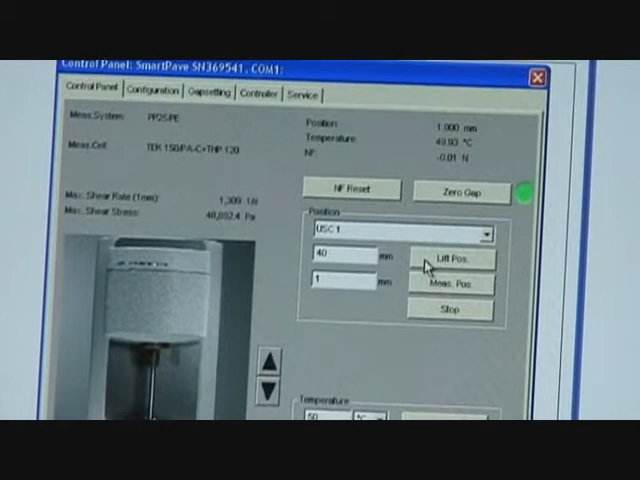 Control Panel: SmartPave SN369541, COM1;
Control Panel Configuration Gapsetting Controller Service
Meas.System: PP25/PE
Meas.Cell: TEK 150/PA-C+THP 120
Position: 1.000 mm
Temperature: 49.93 °C
NF: -0.01 N
Max. Shear Rate (1mm): 1,309 1/s
Max. Shear Stress: 48,892.4 Pa
NF Reset Zero Gap
Position
USC 1
40 mm Lift Pos.
1 mm Meas. Pos.
Stop
Temperature
50 °C